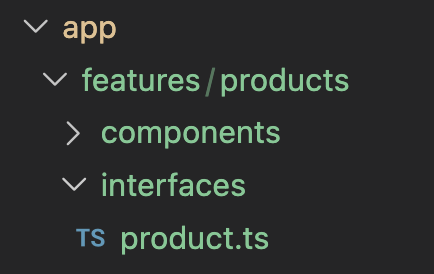 app
features/products
components
interfaces
TS product.ts